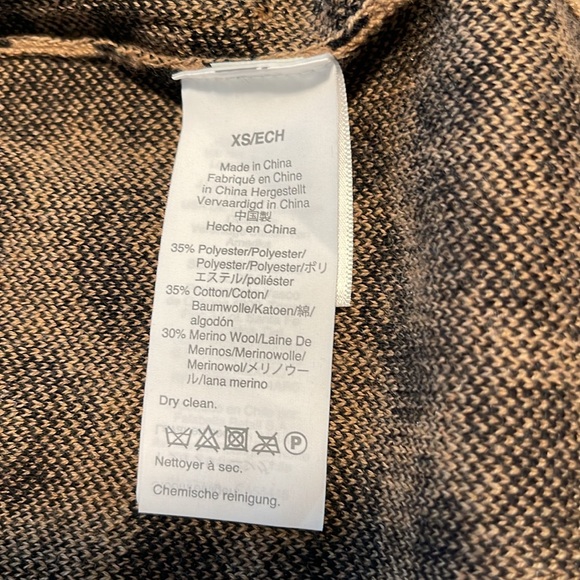 XS/ECH
Made in China
Fabriqué en Chine
in China Hergestellt
Vervaardigd in China
中国製
Hecho en China
35% Polyester/Polyester/
Polyester/Polyester/ポリ
エステル/poliéster
35% Cotton/Coton/
Baumwolle/Katoen/綿/
algodón
30% Merino Wool/Laine De
Merinos/Merinowolle/
Merinowol/メリノウー
ル/lana merino
Dry clean.
P
Nettoyer à sec.
Chemische reinigung.